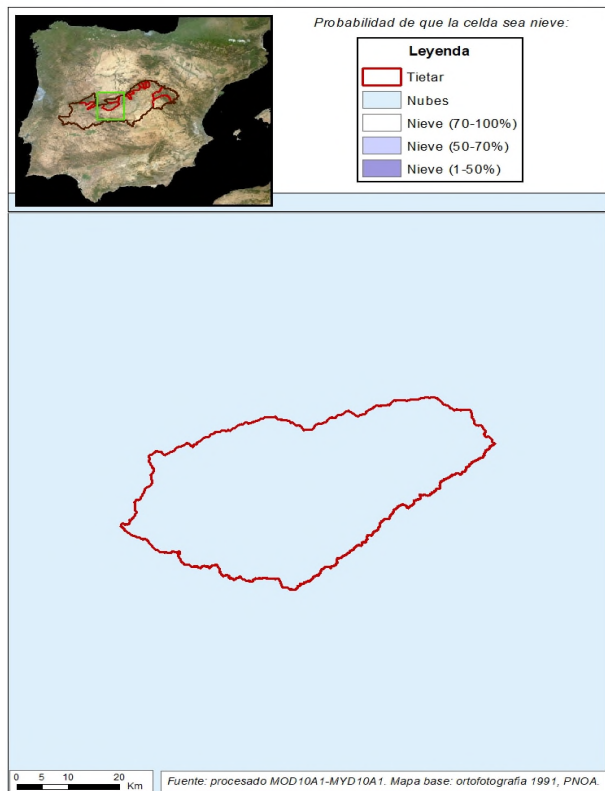 Probabilidad de que la celda sea nieve:
Leyenda
Tietar
Nubes
Nieve (70-100%)
Nieve (50-70%)
Nieve (1-50%)
0 5 10 20
Km
Fuente: procesado MOD10A1-MYD10A1. Mapa base: ortofotografia 1991, PNOA.